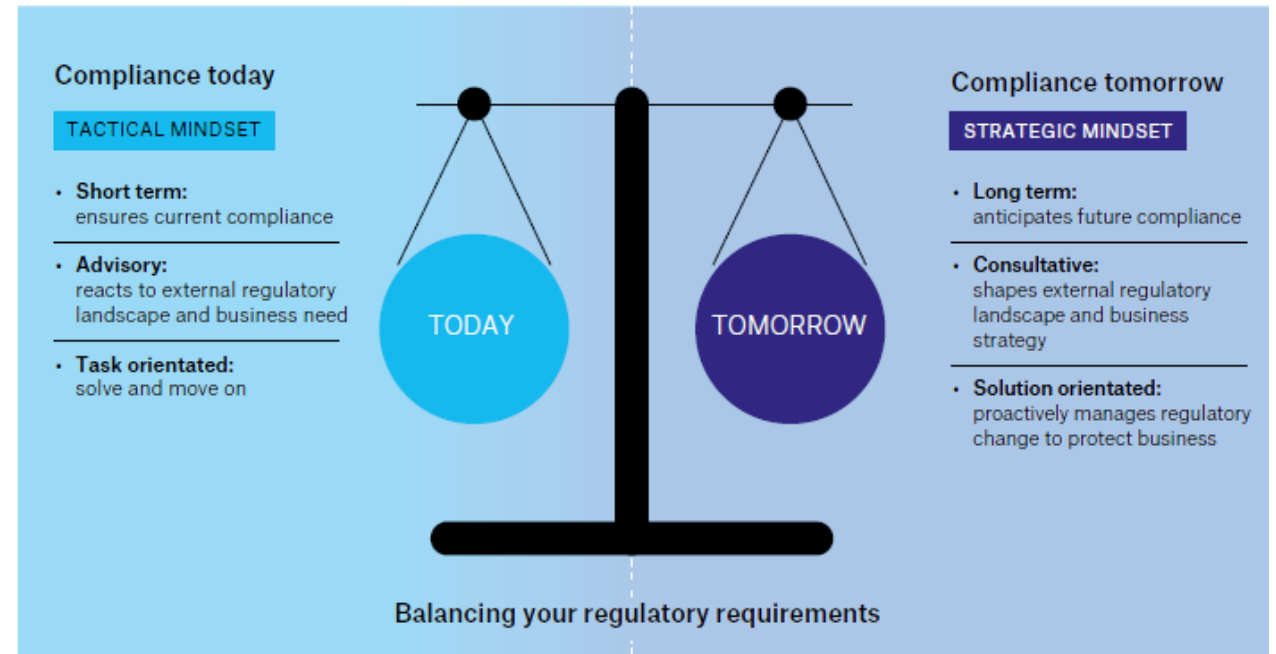 Compliance today
TACTICAL MINDSET
• Short term:
ensures current compliance
• Advisory:
reacts to external regulatory
landscape and business need
• Task orientated:
solve and move on
TODAY
TOMORROW
Compliance tomorrow
STRATEGIC MINDSET
• Long term:
anticipates future compliance
• Consultative:
shapes external regulatory
landscape and business
strategy
• Solution orientated:
proactively manages regulatory
change to protect business
Balancing your regulatory requirements